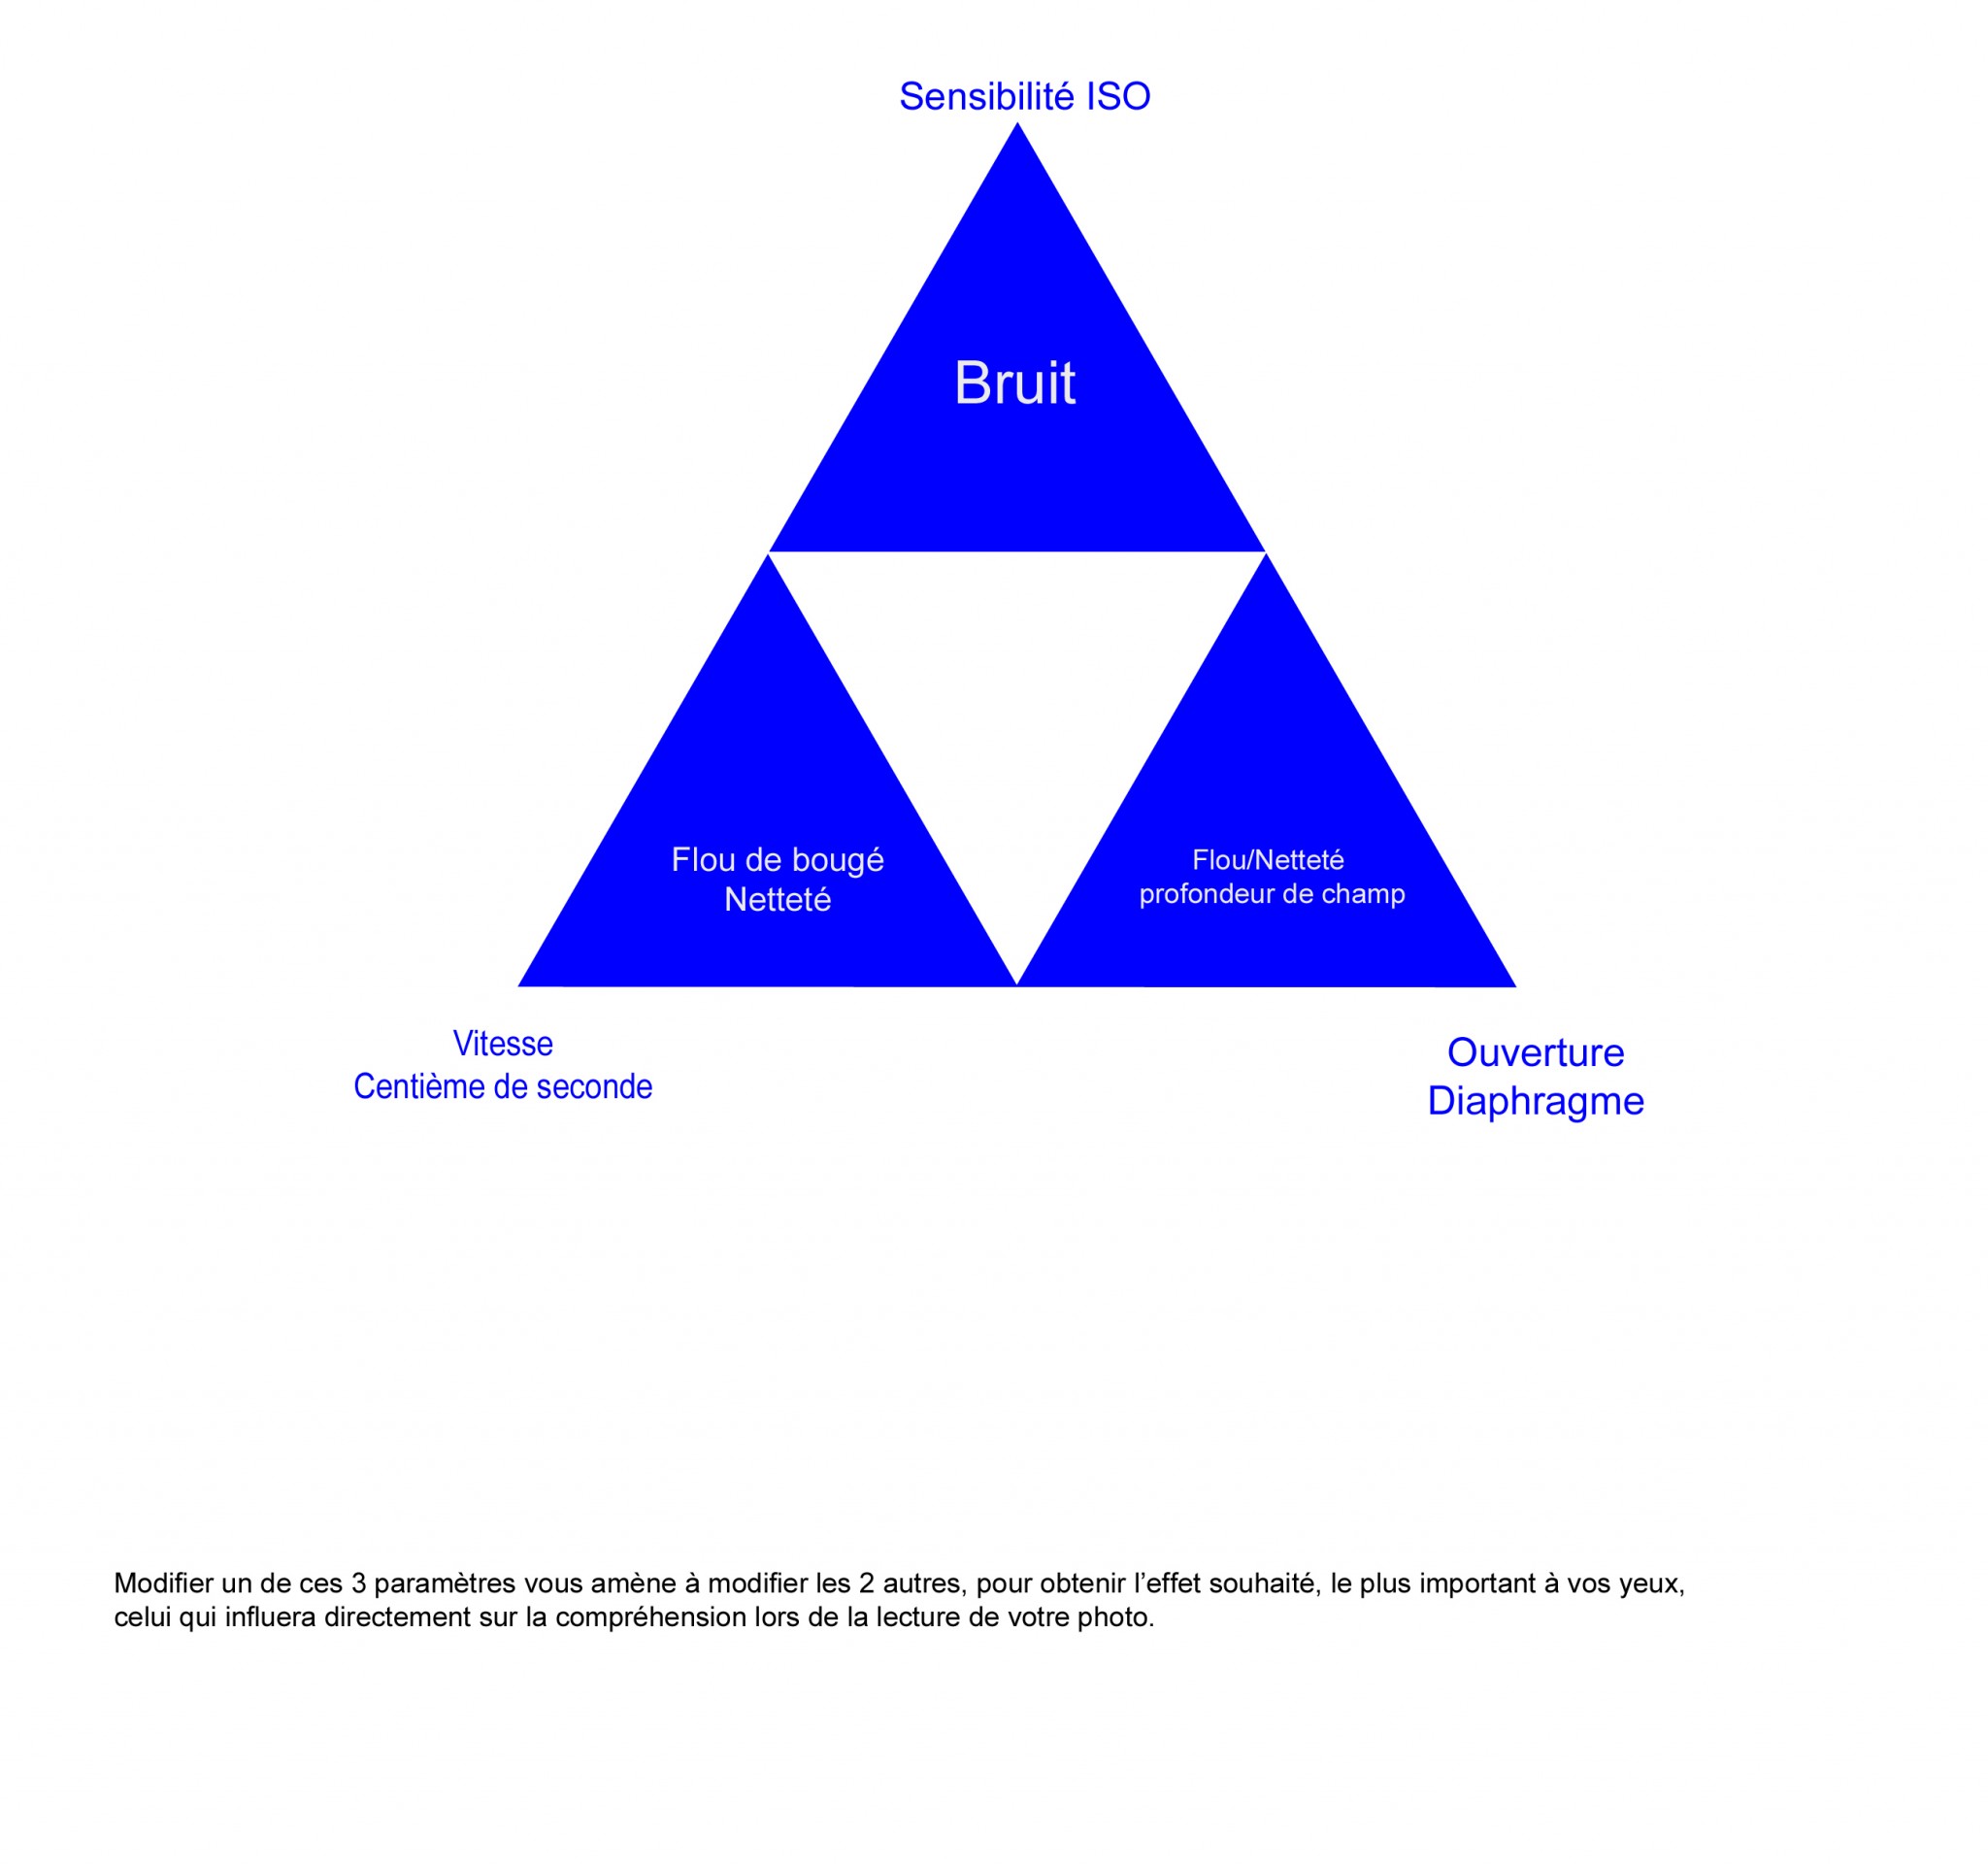 Sensibilité ISO
Bruit
Flou de bougé
Netteté
Flou/Netteté
profondeur de champ
Vitesse
Centième de seconde
Ouverture
Diaphragme
Modifier un de ces 3 paramètres vous amène à modifier les 2 autres, pour obtenir l’effet souhaité, le plus important à vos yeux,
celui qui influera directement sur la compréhension lors de la lecture de votre photo.